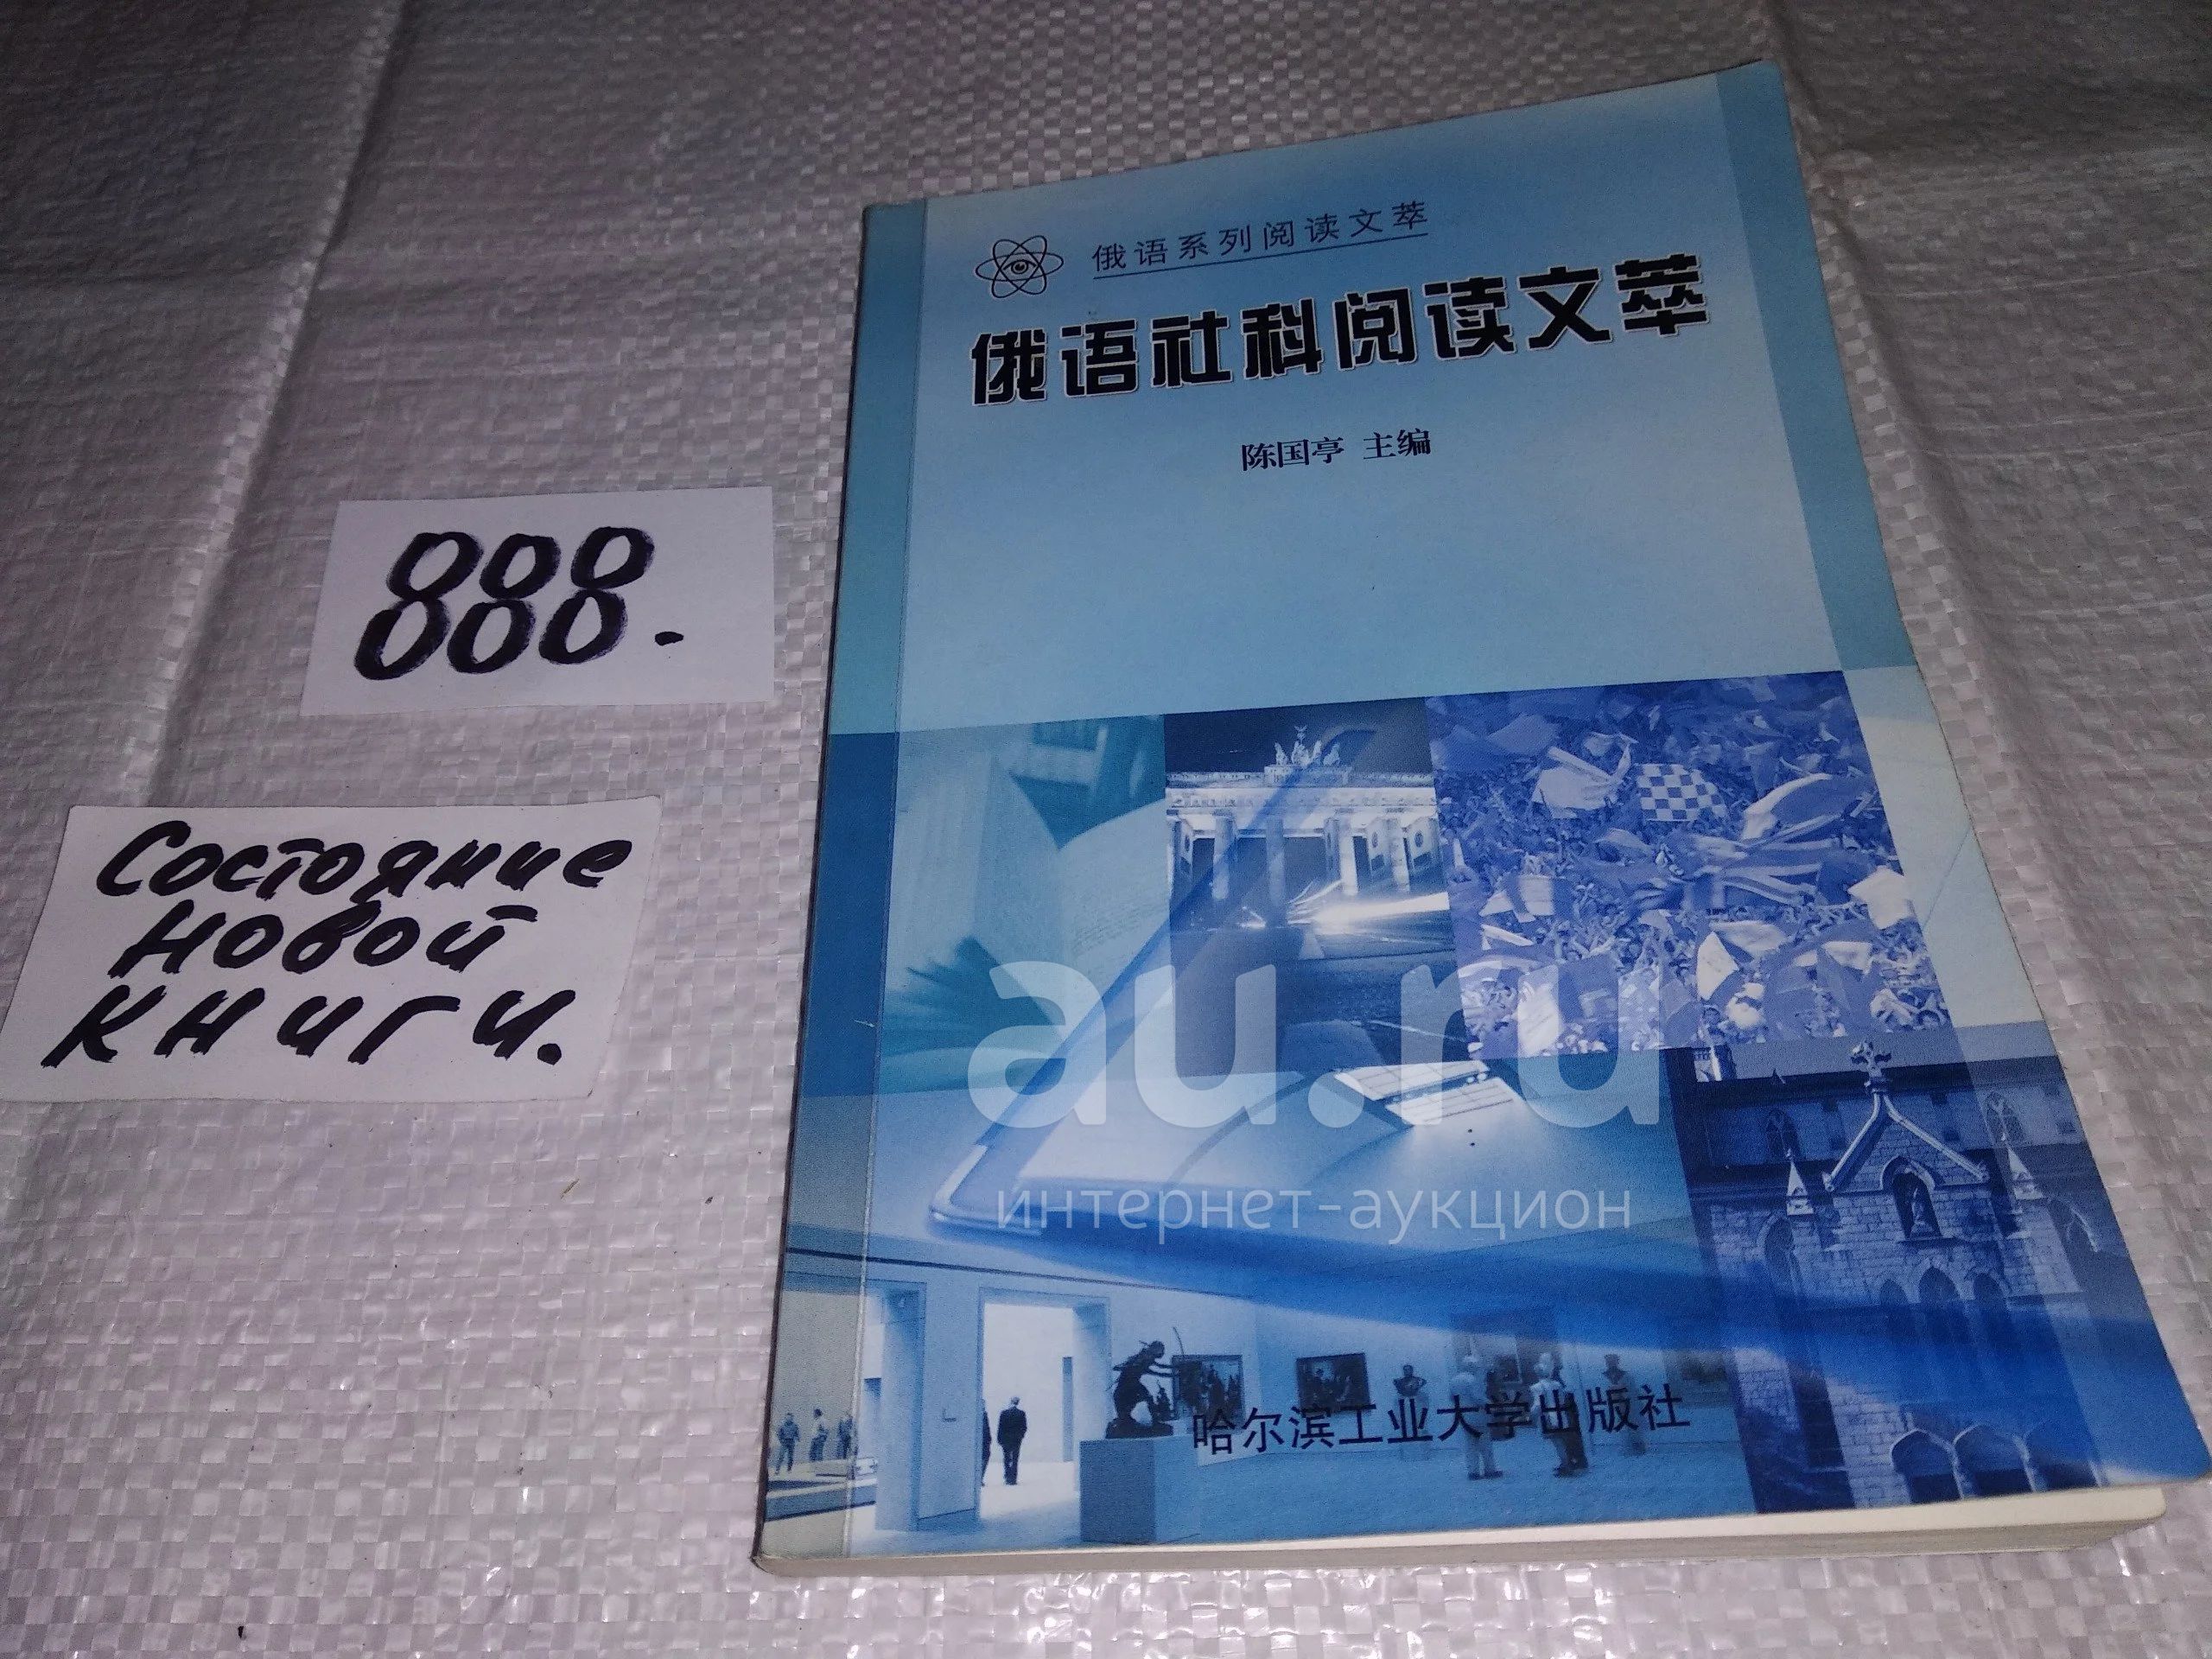 俄语系列阅读文萃
俄语社科阅读文萃
陈国亭 主编
888.
Состояние
новой
книги.
au.ru
интернет-аукцион
哈尔滨工业大学出版社